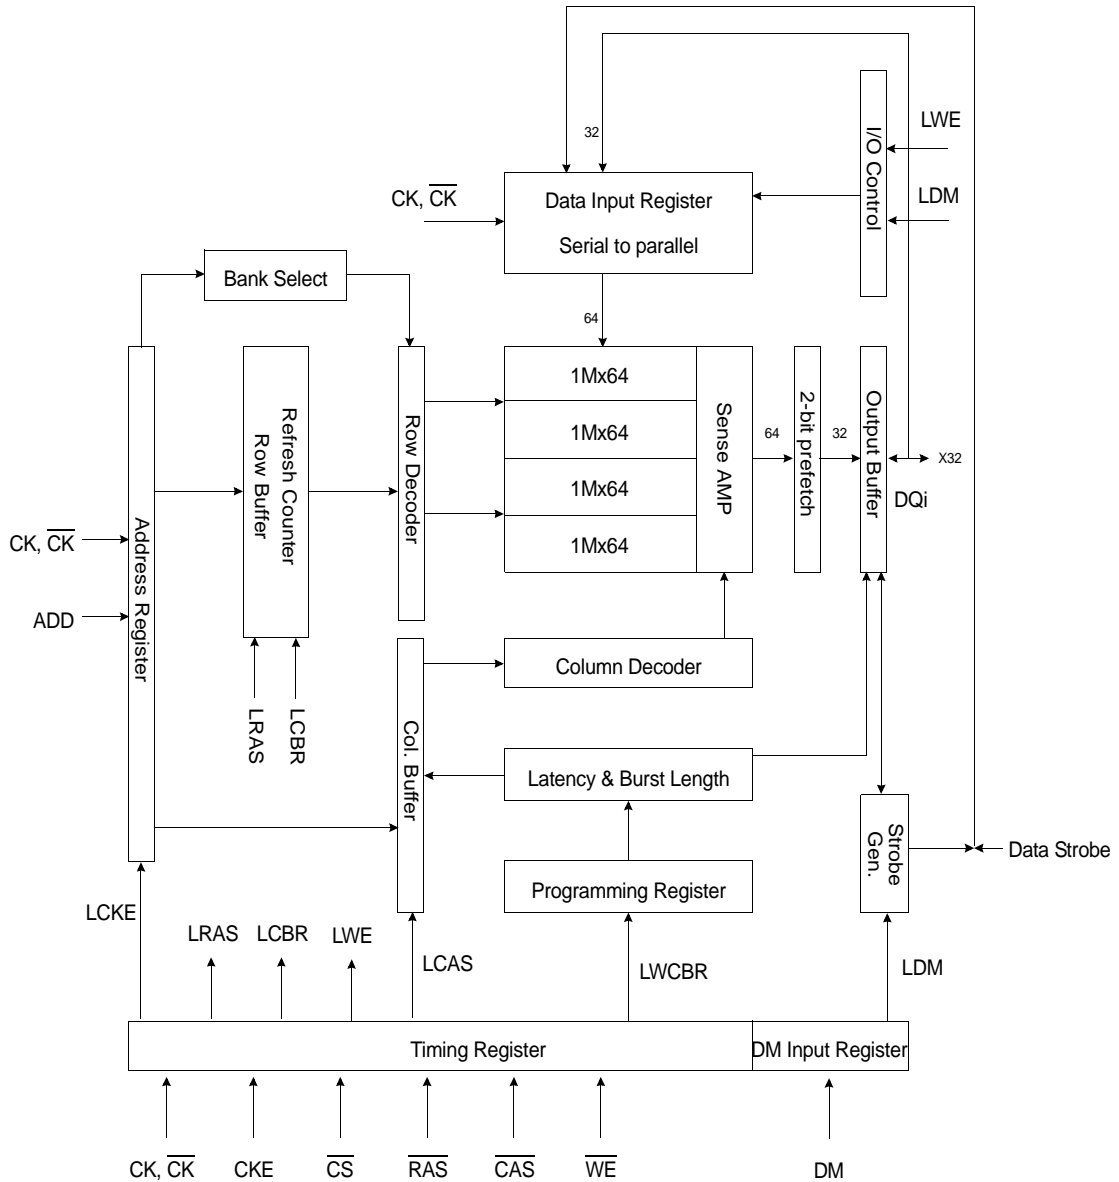 32
LWE
I/O Control
CK, CK
Data Input Register
LDM
Serial to parallel
Bank Select
64
1Mx64
1Mx64
1Mx64
1Mx64
Sense AMP
64
2-bit prefetch
32
Output Buffer
X32
DQi
Row Decoder
Refresh Counter
Row Buffer
Address Register
CK, CK
ADD
Column Decoder
LRAS
LCBR
Col. Buffer
Latency & Burst Length
Strobe
Gen.
Data Strobe
Programming Register
LCKE
LRAS
LCBR
LWE
LCAS
LWCBR
LDM
Timing Register
DM Input Register
CK, CK
CKE
CS
RAS
CAS
WE
DM